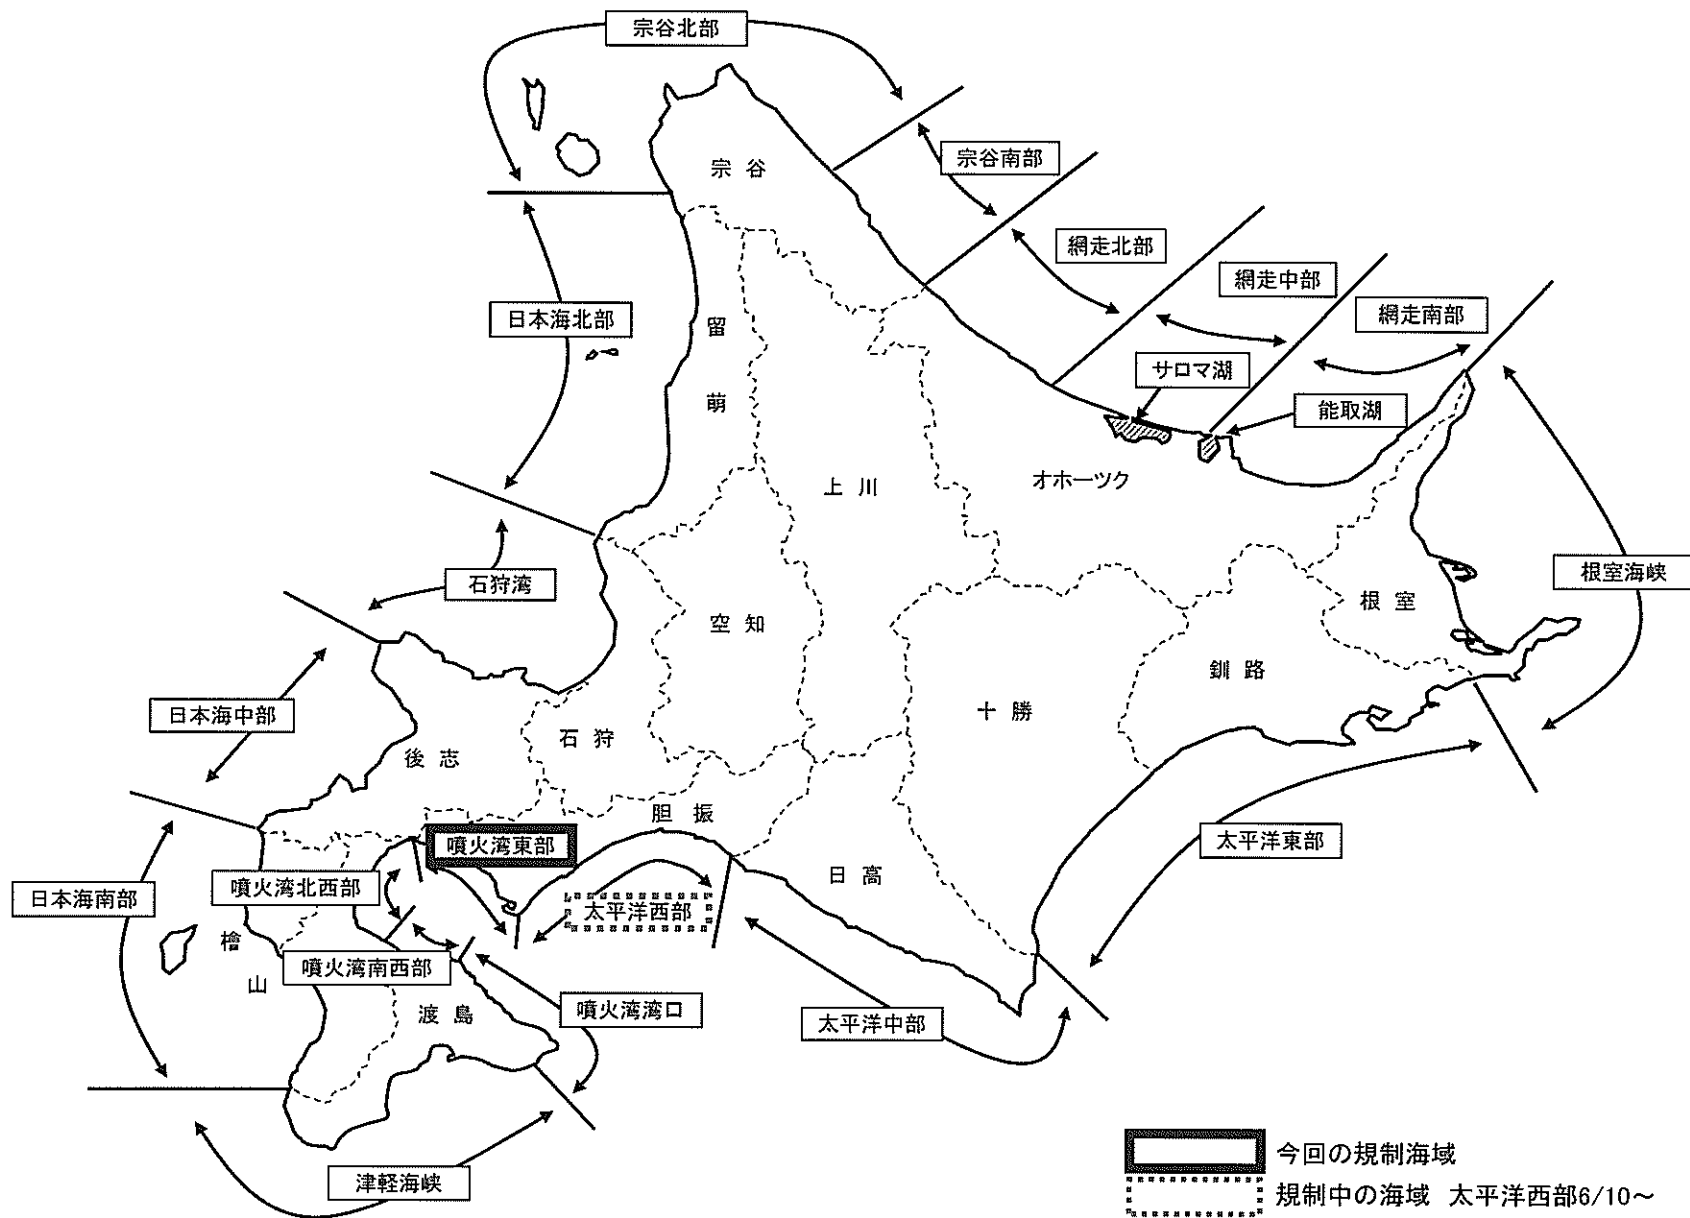 宗谷北部
宗谷
宗谷南部
網走北部
網走中部
網走南部
日本海北部
留
萌
サロマ湖
能取湖
上川
オホーツク
石狩湾
空知
根室
根室海峡
釧路
十勝
日本海中部
石狩
後志
胆振
太平洋東部
噴火湾東部
日高
噴火湾北西部
日本海南部
太平洋西部
檜
山
噴火湾南西部
渡島
噴火湾湾口
太平洋中部
津軽海峡
今回の規制海域
規制中の海域 太平洋西部6/10～